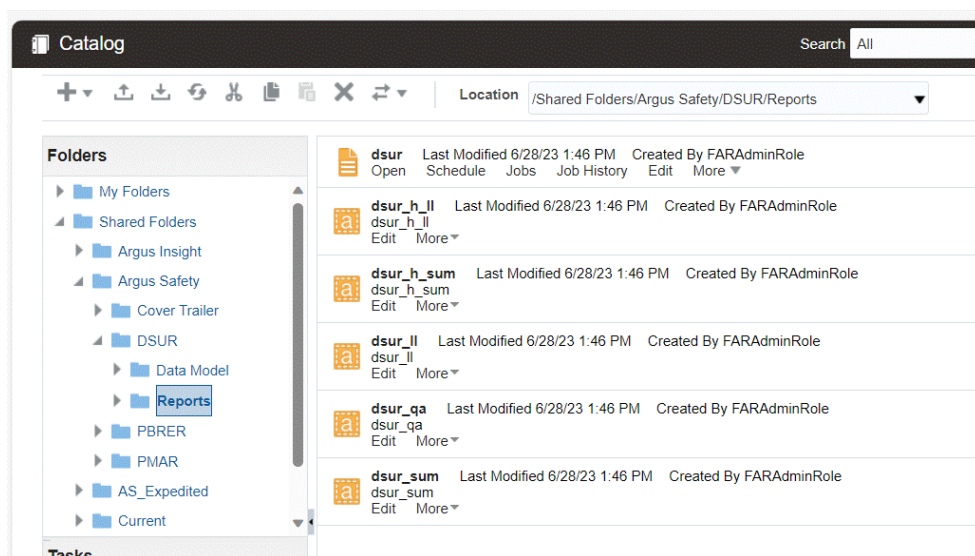 Catalog
Search All
Location /Shared Folders/Argus Safety/DSUR/Reports
Folders
My Folders
Shared Folders
Argus Insight
Argus Safety
Cover Trailer
DSUR
Data Model
Reports
PBRER
PMAR
AS_Expedited
Current
Tasks
dsur Last Modified 6/28/23 1:46 PM Created By FARAdminRole
Open Schedule Jobs Job History Edit More
dsur_h_ll Last Modified 6/28/23 1:46 PM Created By FARAdminRole
dsur_h_ll
Edit More
dsur_h_sum Last Modified 6/28/23 1:46 PM Created By FARAdminRole
dsur_h_sum
Edit More
dsur_ll Last Modified 6/28/23 1:46 PM Created By FARAdminRole
dsur_ll
Edit More
dsur_qa Last Modified 6/28/23 1:46 PM Created By FARAdminRole
dsur_qa
Edit More
dsur_sum Last Modified 6/28/23 1:46 PM Created By FARAdminRole
dsur_sum
Edit More